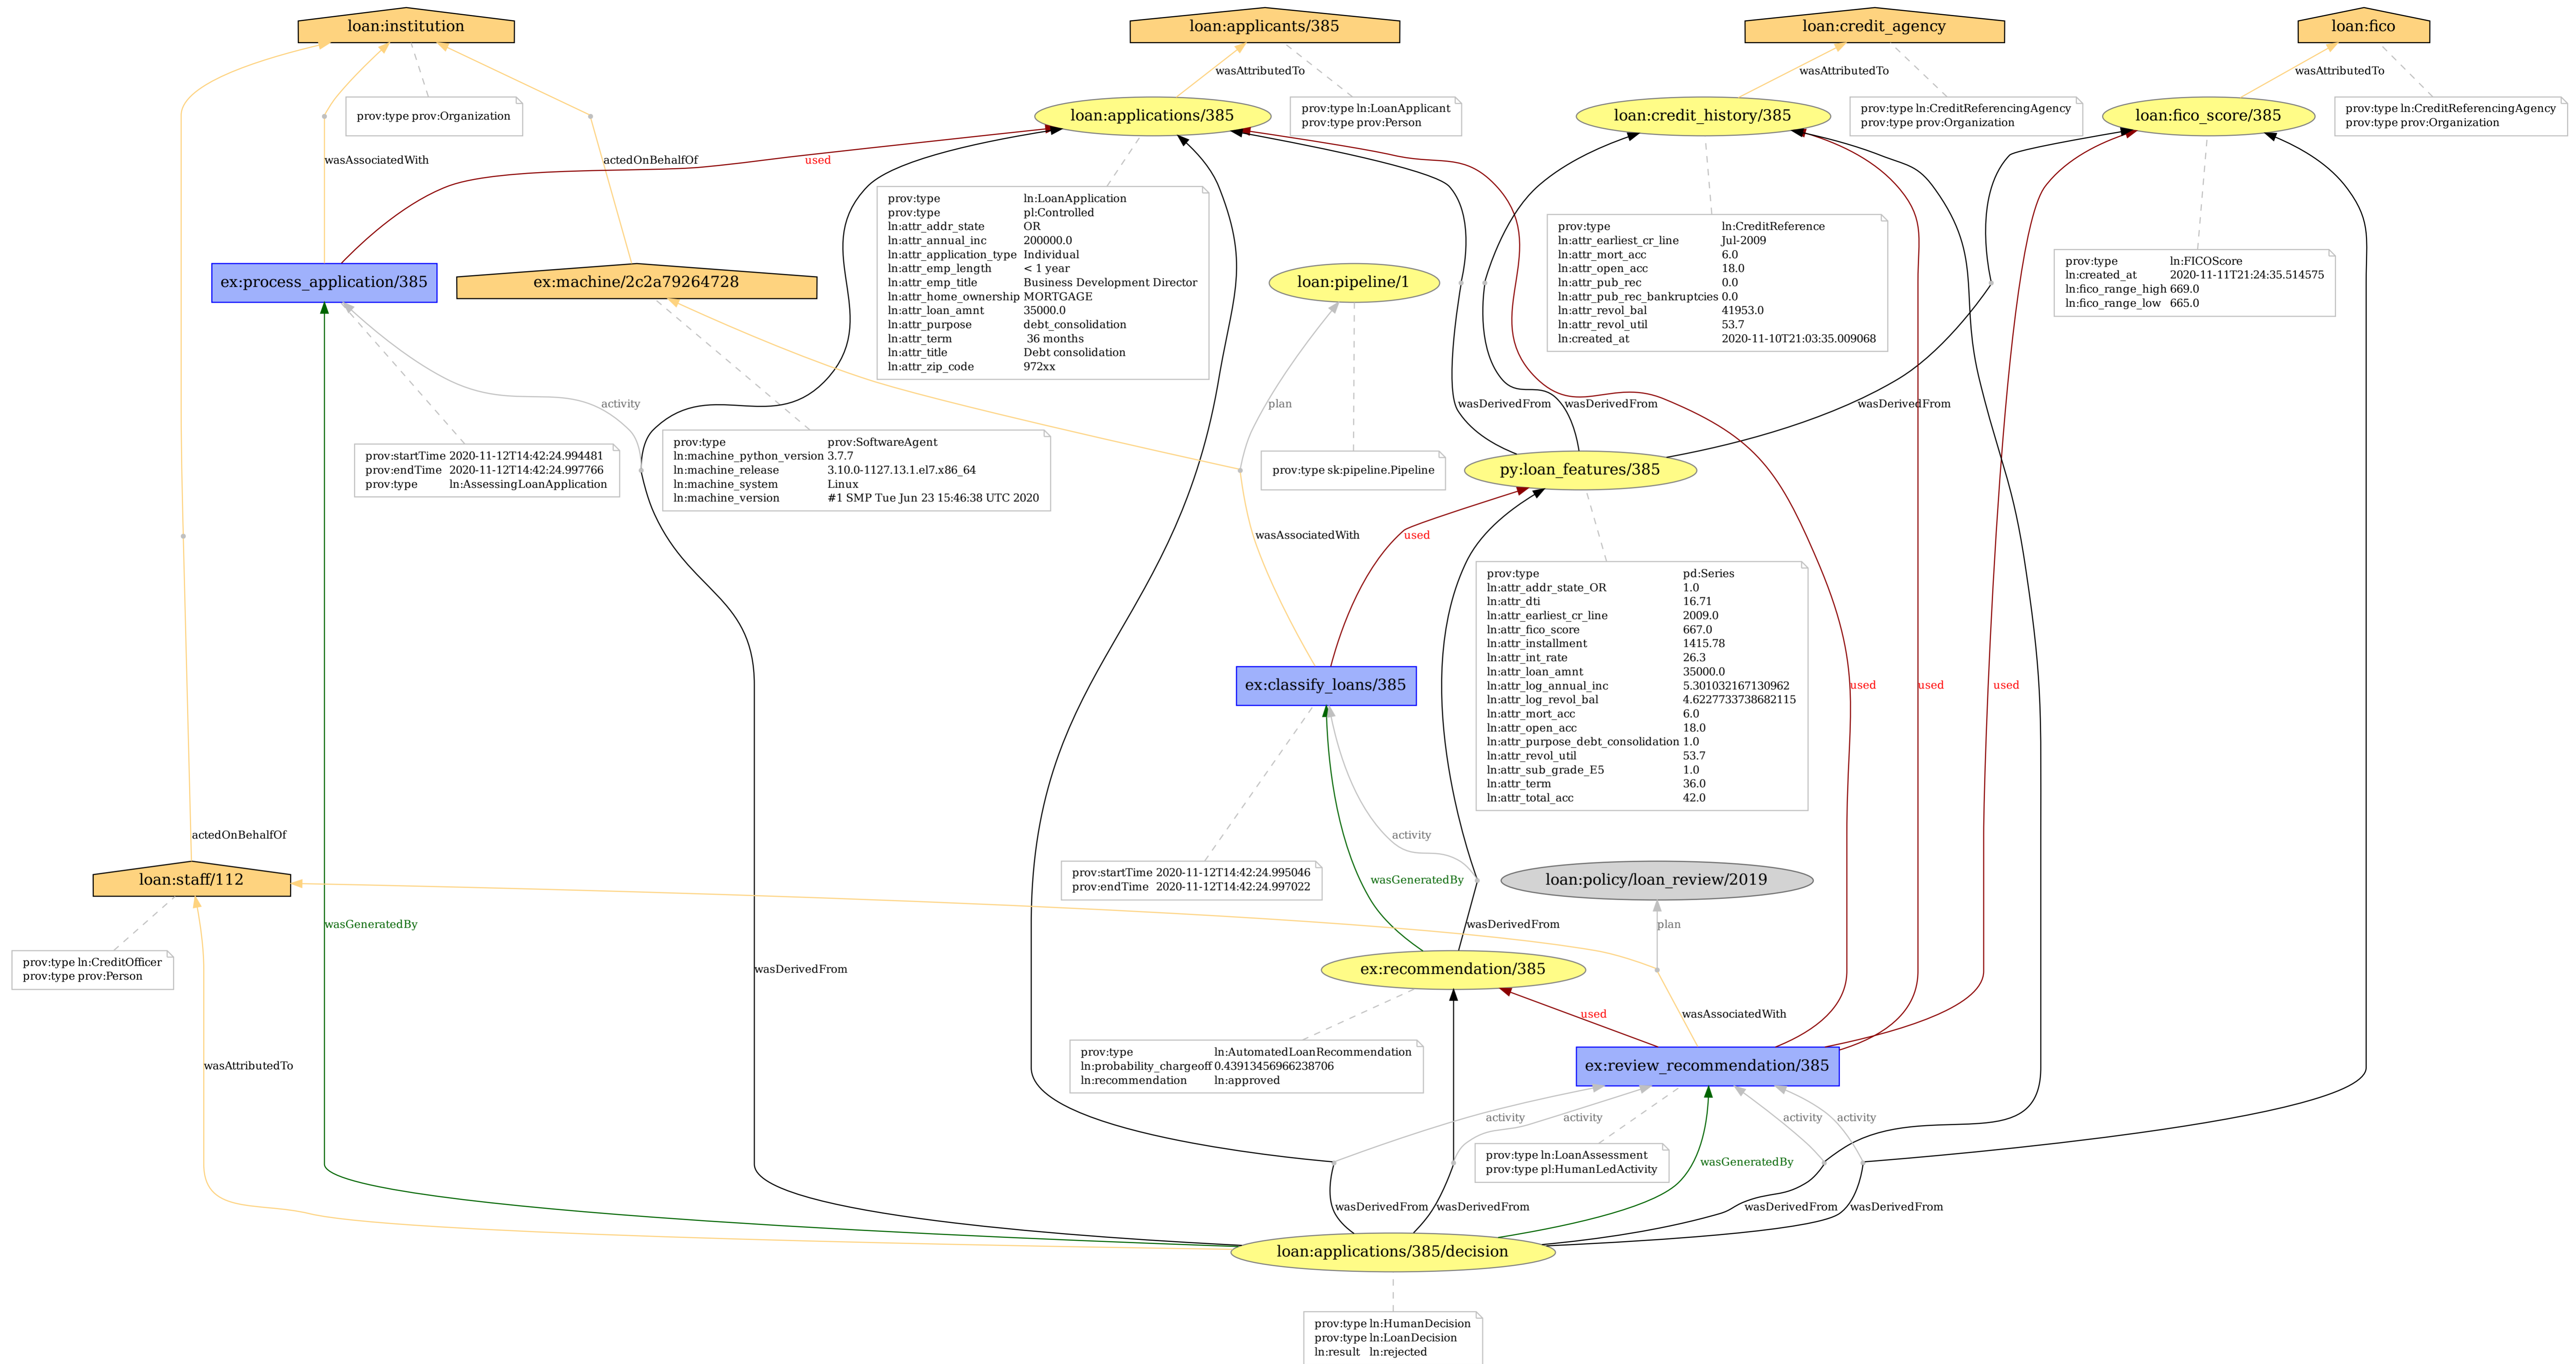 loan:institution
loan:applicants/385
loan:credit_agency
loan:fico
wasAttributedTo
wasAttributedTo
wasAttributedTo
prov:type prov:Organization
loan:applications/385
prov:type ln:LoanApplicant
prov:type prov:Person
loan:credit_history/385
prov:type ln:CreditReferencingAgency
prov:type prov:Organization
loan:fico_score/385
prov:type ln:CreditReferencingAgency
prov:type prov:Organization
wasAssociatedWith
actedOnBehalfOf
used
prov:type ln:LoanApplication
prov:type pl:Controlled
ln:attr_addr_state OR
ln:attr_annual_inc 200000.0
ln:attr_application_type Individual
ln:attr_emp_length < 1 year
ln:attr_emp_title Business Development Director
ln:attr_home_ownership MORTGAGE
ln:attr_loan_amnt 35000.0
ln:attr_purpose debt_consolidation
ln:attr_term 36 months
ln:attr_title Debt consolidation
ln:attr_zip_code 972xx
prov:type ln:CreditReference
ln:attr_earliest_cr_line Jul-2009
ln:attr_mort_acc 6.0
ln:attr_open_acc 18.0
ln:attr_pub_rec 0.0
ln:attr_pub_rec_bankruptcies 0.0
ln:attr_revol_bal 41953.0
ln:attr_revol_util 53.7
ln:created_at 2020-11-10T21:03:35.009068
prov:type ln:FICOScore
ln:created_at 2020-11-11T21:24:35.514575
ln:fico_range_high 669.0
ln:fico_range_low 665.0
ex:process_application/385
ex:machine/2c2a79264728
loan:pipeline/1
activity
plan
wasDerivedFrom
wasDerivedFrom
wasDerivedFrom
prov:startTime 2020-11-12T14:42:24.994481
prov:endTime 2020-11-12T14:42:24.997766
prov:type ln:AssessingLoanApplication
prov:type prov:SoftwareAgent
ln:machine_python_version 3.7.7
ln:machine_release 3.10.0-1127.13.1.el7.x86_64
ln:machine_system Linux
ln:machine_version #1 SMP Tue Jun 23 15:46:38 UTC 2020
prov:type sk:pipeline.Pipeline
py:loan_features/385
wasAssociatedWith
used
prov:type pd:Series
ln:attr_addr_state_OR 1.0
ln:attr_dti 16.71
ln:attr_earliest_cr_line 2009.0
ln:attr_fico_score 667.0
ln:attr_installment 1415.78
ln:attr_int_rate 26.3
ln:attr_loan_amnt 35000.0
ln:attr_log_annual_inc 5.301032167130962
ln:attr_log_revol_bal 4.6227733738682115
ln:attr_mort_acc 6.0
ln:attr_open_acc 18.0
ln:attr_purpose_debt_consolidation 1.0
ln:attr_revol_util 53.7
ln:attr_sub_grade_E5 1.0
ln:attr_term 36.0
ln:attr_total_acc 42.0
ex:classify_loans/385
used
used
used
actedOnBehalfOf
activity
loan:staff/112
prov:startTime 2020-11-12T14:42:24.995046
prov:endTime 2020-11-12T14:42:24.997022
wasGeneratedBy
loan:policy/loan_review/2019
wasGeneratedBy
wasDerivedFrom
plan
prov:type ln:CreditOfficer
prov:type prov:Person
wasDerivedFrom
ex:recommendation/385
used
wasAssociatedWith
wasAttributedTo
prov:type ln:AutomatedLoanRecommendation
ln:probability_chargeoff 0.43913456966238706
ln:recommendation ln:approved
ex:review_recommendation/385
activity
activity
activity
activity
prov:type ln:LoanAssessment
prov:type pl:HumanLedActivity
wasGeneratedBy
wasDerivedFrom
wasDerivedFrom
wasDerivedFrom
wasDerivedFrom
loan:applications/385/decision
prov:type ln:HumanDecision
prov:type ln:LoanDecision
ln:result ln:rejected